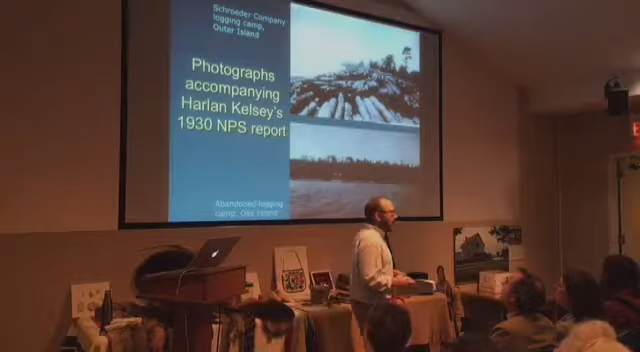 Schroeder Company
logging camp,
Outer Island
Photographs
accompanying
Harlan Kelsey's
1930 NPS report
Abandoned logging
camp, Oak Island
E